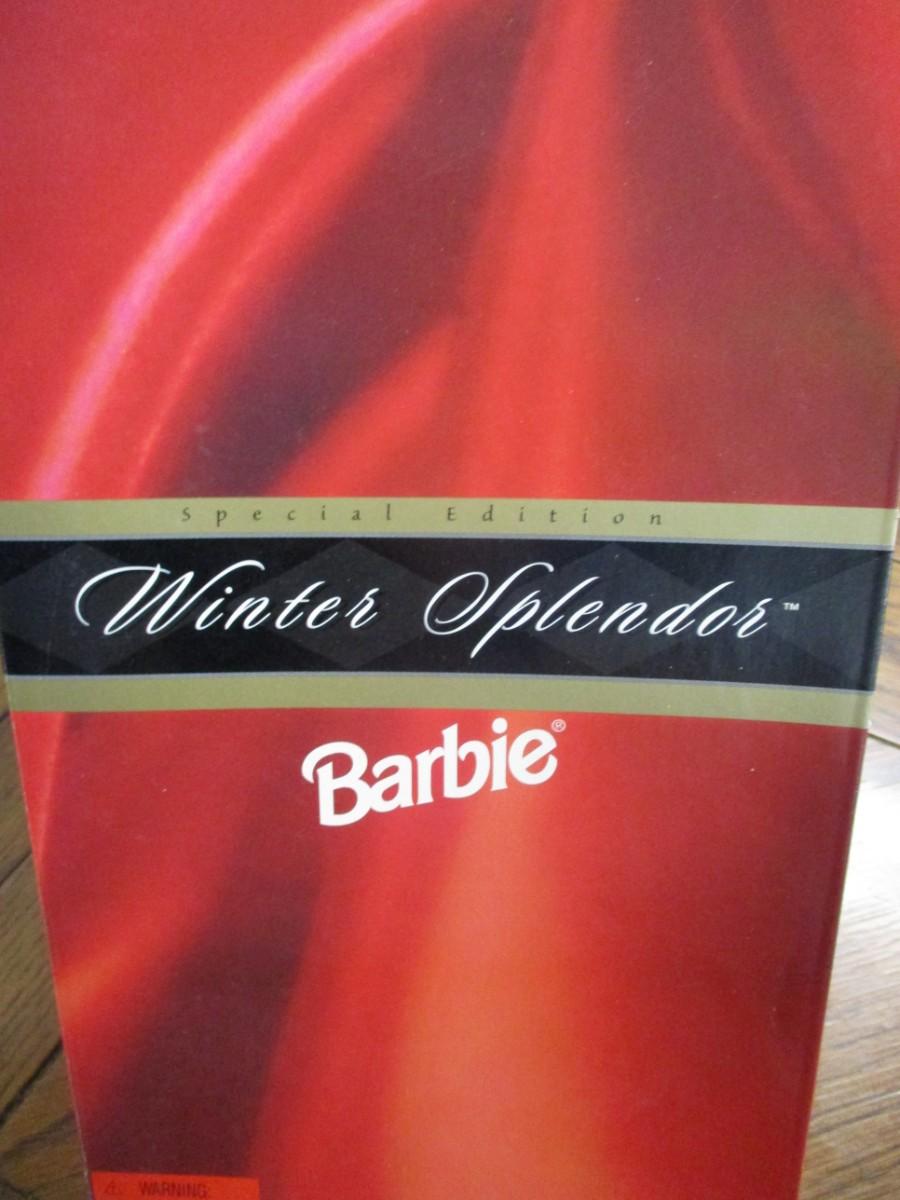 Special Edition
Winter Splendor™
Barbie®
⚠ WARNING: